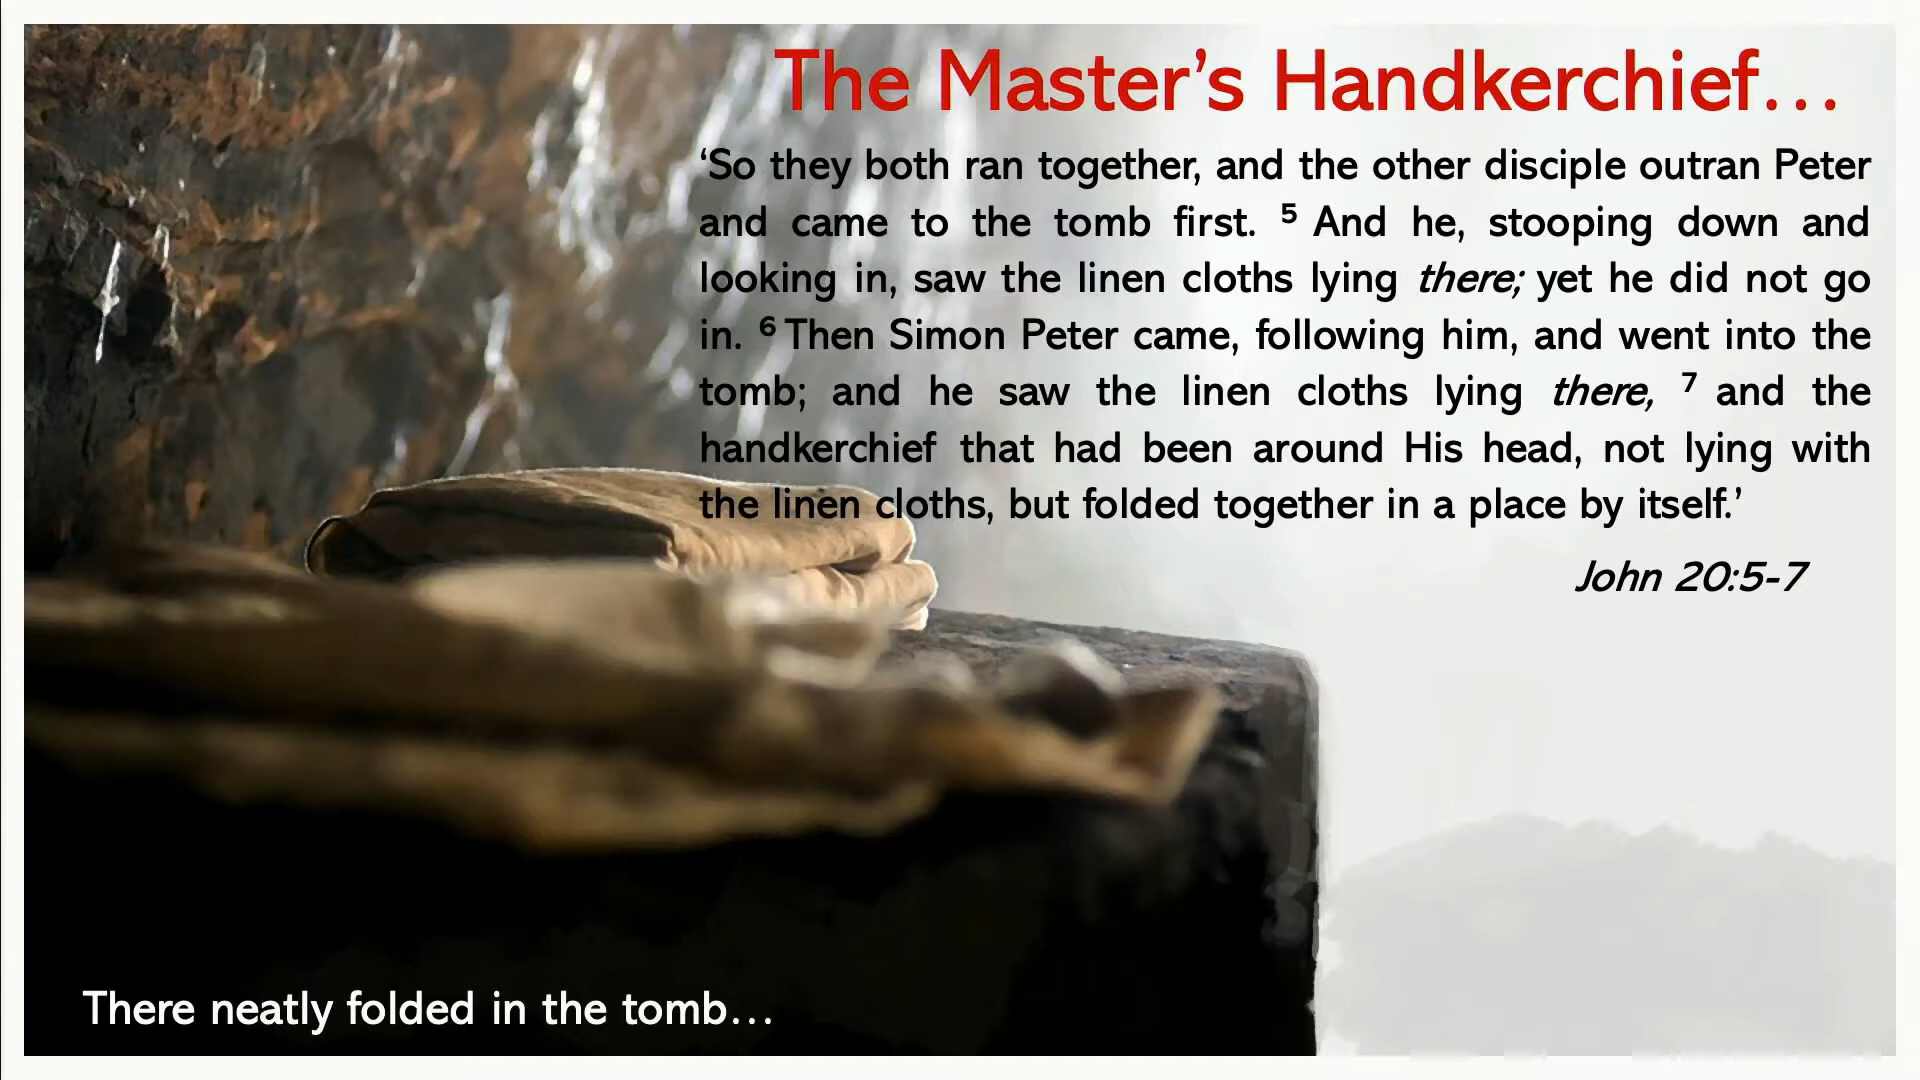 The Master’s Handkerchief…
‘So they both ran together, and the other disciple outran Peter
and came to the tomb first. ⁵ And he, stooping down and
looking in, saw the linen cloths lying there; yet he did not go
in. ⁶ Then Simon Peter came, following him, and went into the
tomb; and he saw the linen cloths lying there, ⁷ and the
handkerchief that had been around His head, not lying with
the linen cloths, but folded together in a place by itself.’
John 20:5-7
There neatly folded in the tomb…